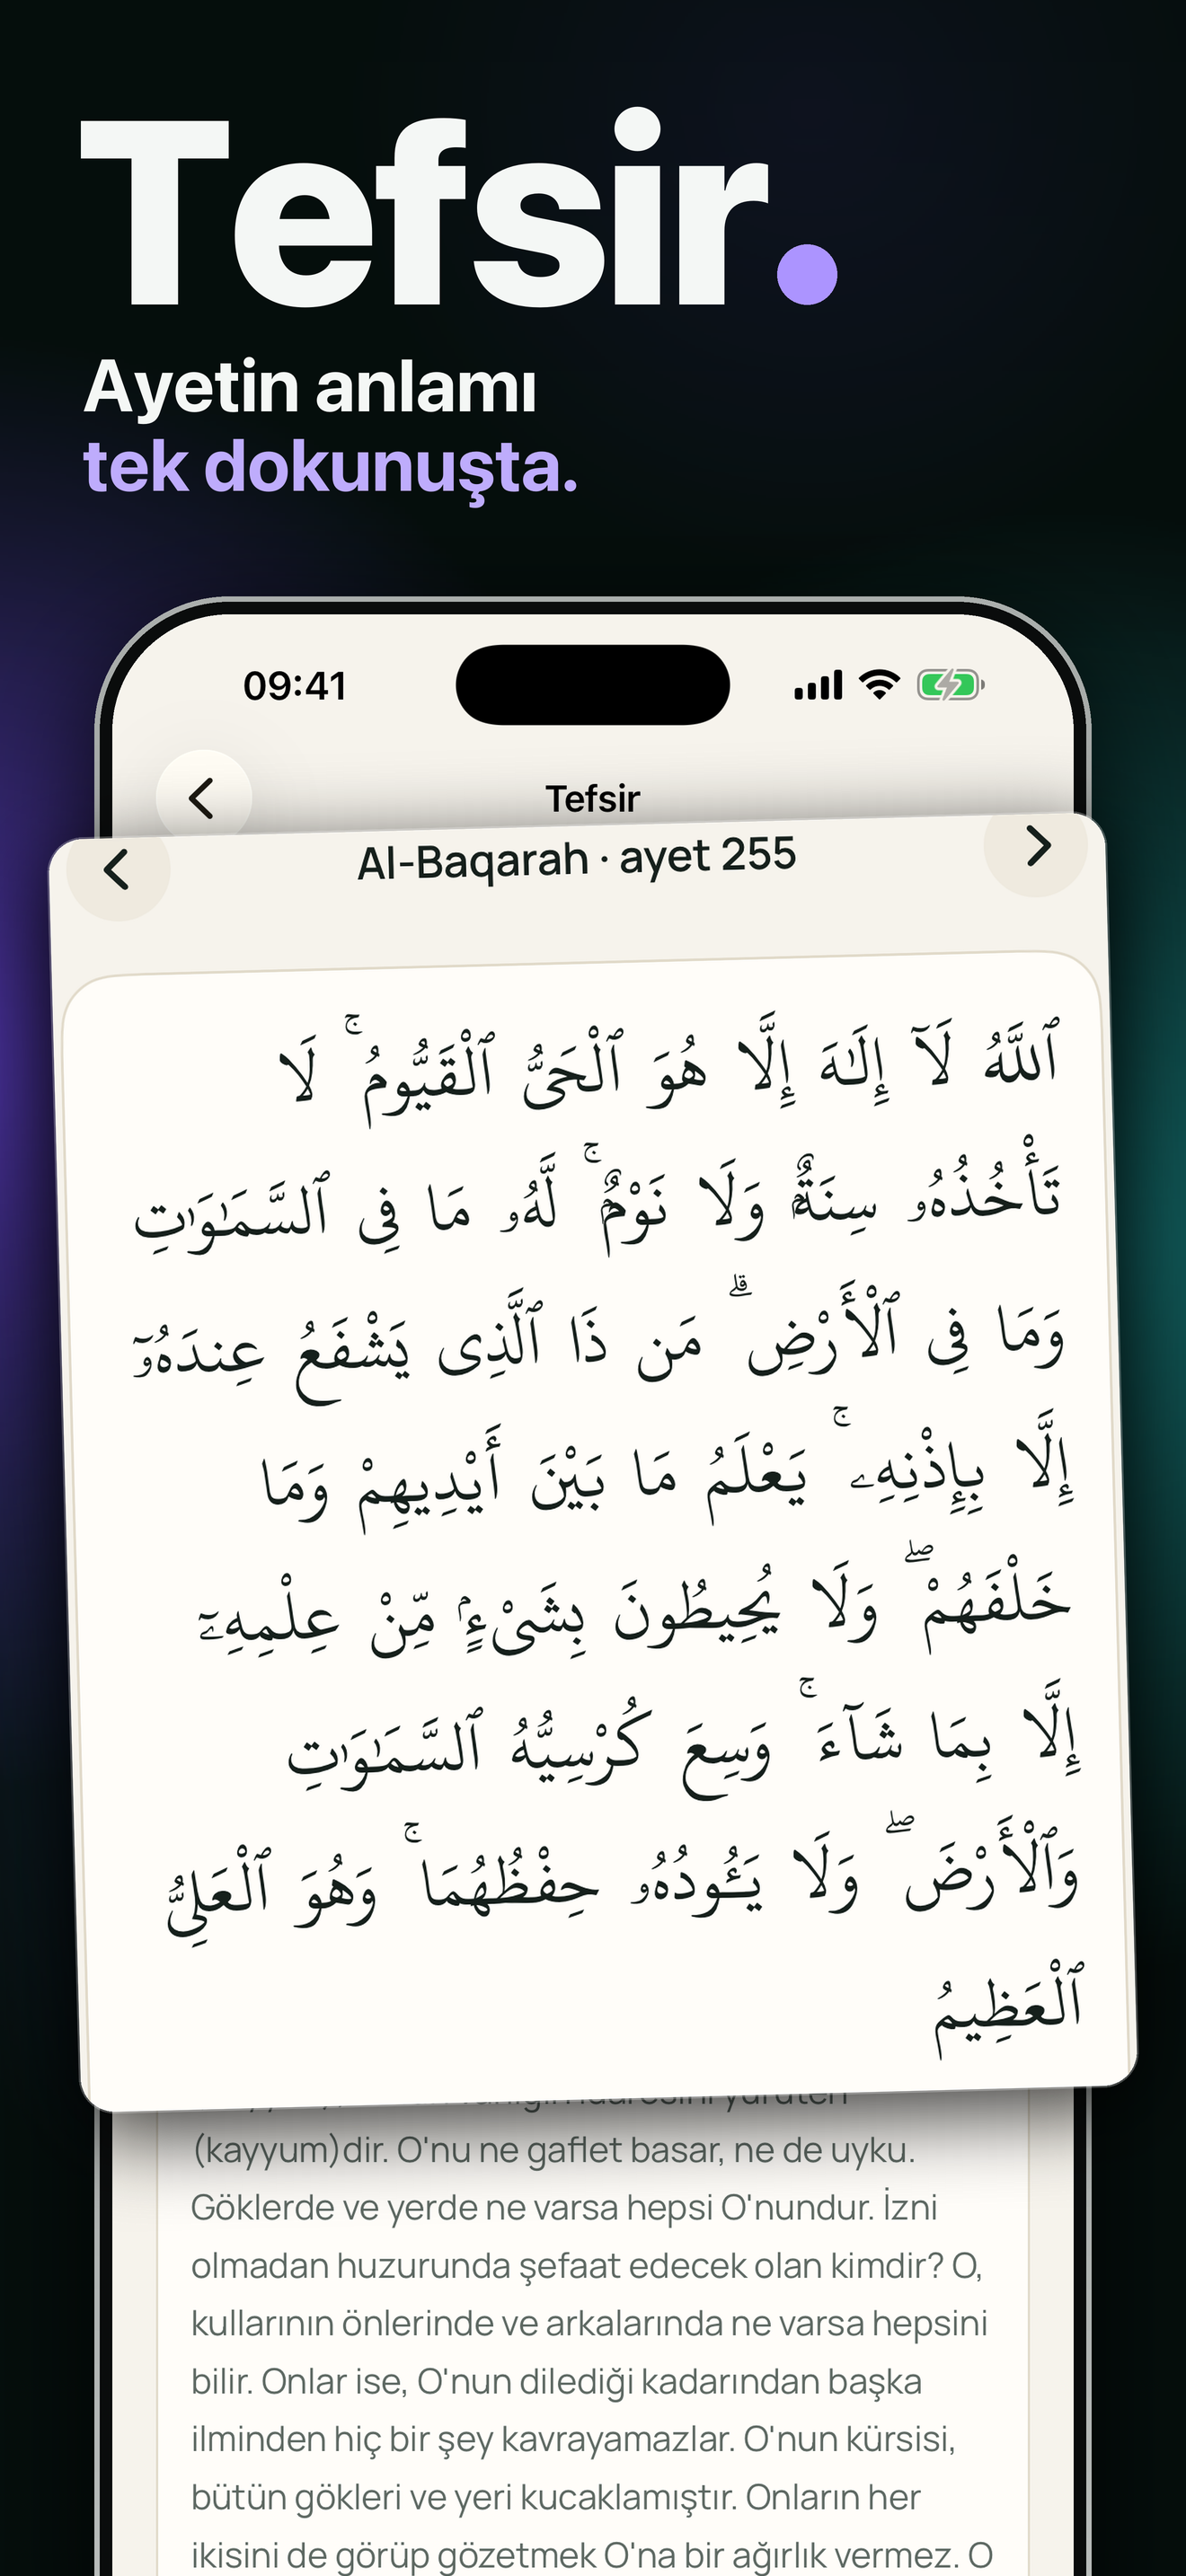 Tefsir.
Ayetin anlamı
tek dokunuşta.
09:41
Tefsir
Al-Baqarah · ayet 255
ٱللَّهُ لَآ إِلَـٰهَ إِلَّا هُوَ ٱلْحَىُّ ٱلْقَيُّومُ ۚ لَا
تَأْخُذُهُۥ سِنَةٌۭ وَلَا نَوْمٌۭ ۚ لَّهُۥ مَا فِى ٱلسَّمَـٰوَٰتِ
وَمَا فِى ٱلْأَرْضِ ۗ مَن ذَا ٱلَّذِى يَشْفَعُ عِندَهُۥٓ
إِلَّا بِإِذْنِهِۦ ۚ يَعْلَمُ مَا بَيْنَ أَيْدِيهِمْ وَمَا
خَلْفَهُمْ ۖ وَلَا يُحِيطُونَ بِشَىْءٍۢ مِّنْ عِلْمِهِۦٓ
إِلَّا بِمَا شَآءَ ۚ وَسِعَ كُرْسِيُّهُ ٱلسَّمَـٰوَٰتِ
وَٱلْأَرْضَ ۖ وَلَا يَـُٔودُهُۥ حِفْظُهُمَا ۚ وَهُوَ ٱلْعَلِىُّ
ٱلْعَظِيمُ
(kayyum)dir. O'nu ne gaflet basar, ne de uyku.
Göklerde ve yerde ne varsa hepsi O'nundur. İzni
olmadan huzurunda şefaat edecek olan kimdir? O,
kullarının önlerinde ve arkalarında ne varsa hepsini
bilir. Onlar ise, O'nun dilediği kadarından başka
ilminden hiç bir şey kavrayamazlar. O'nun kürsisi,
bütün gökleri ve yeri kucaklamıştır. Onların her
ikisini de görüp gözetmek O'na bir ağırlık vermez. O